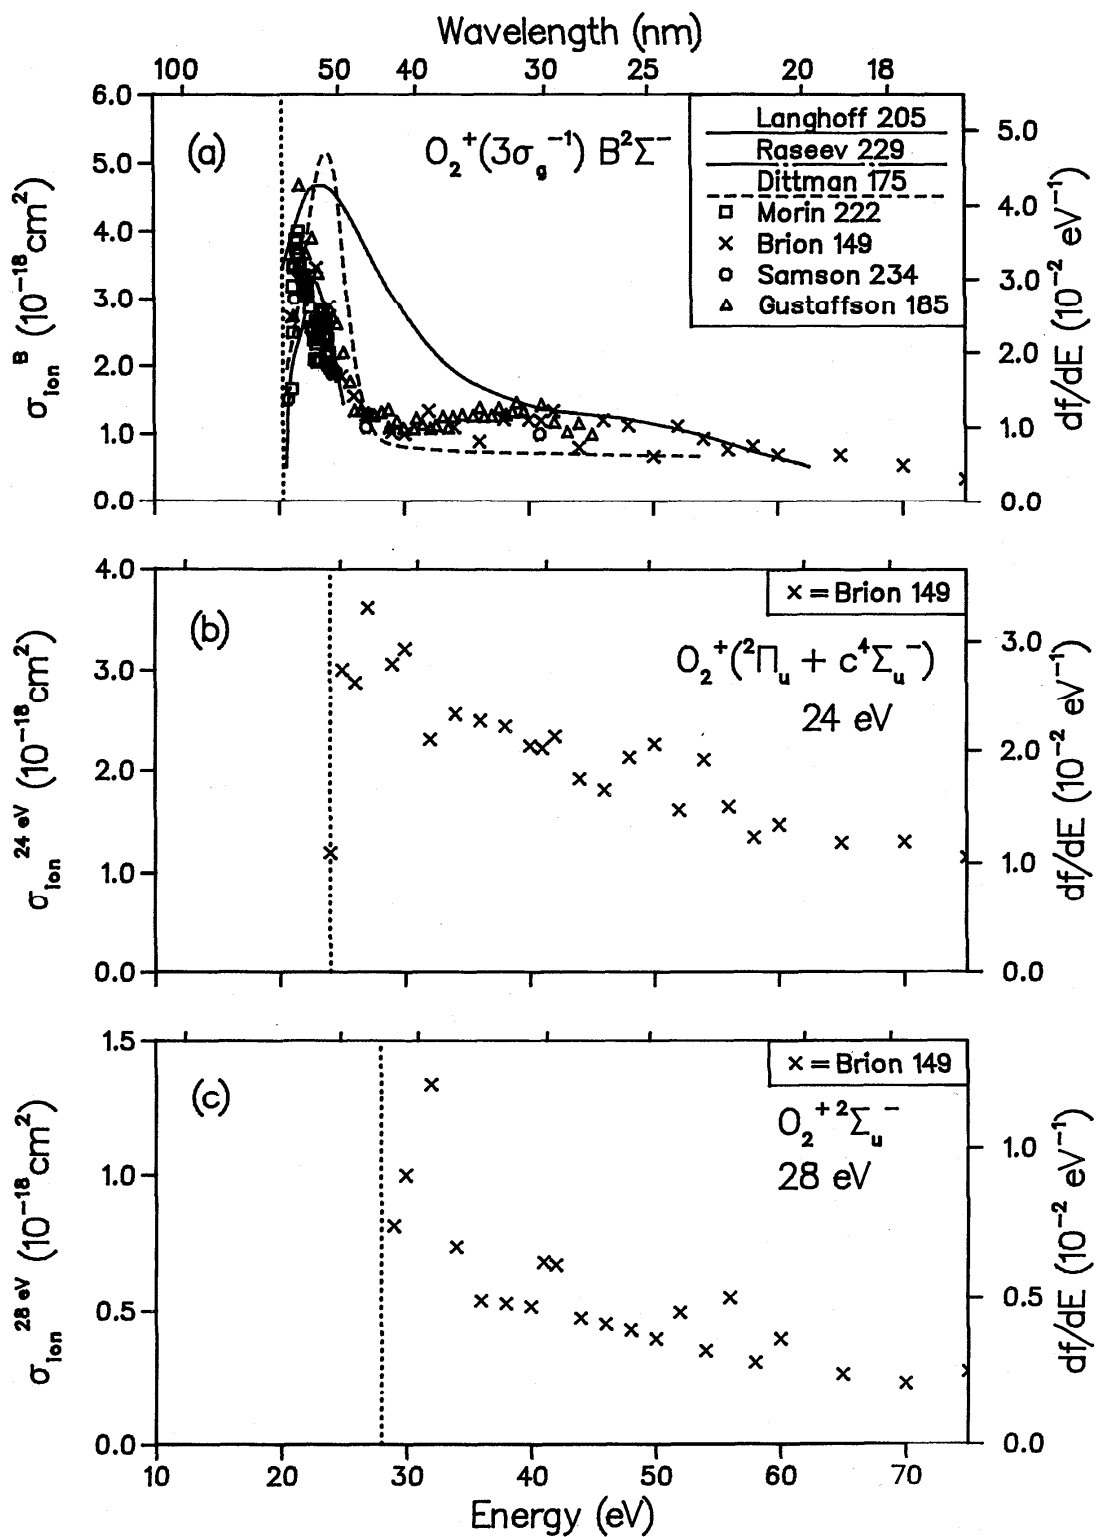 Wavelength (nm)
100 50 40 30 25 20 18
(a)
O₂⁺(3σg⁻¹) B²Σ⁻
Langhoff 205
Raseev 229
Dittman 175
Morin 222
Brion 149
Samson 234
Gustaffson 185
6.0
5.0
4.0
3.0
2.0
1.0
0.0
σIon^B (10⁻¹⁸cm²)
5.0
4.0
3.0
2.0
1.0
0.0
df/dE (10⁻² eV⁻¹)
(b)
× = Brion 149
O₂⁺(²Πᵤ + c⁴Σᵤ⁻)
24 eV
4.0
3.0
2.0
1.0
0.0
σIon^24 eV (10⁻¹⁸cm²)
3.0
2.0
1.0
0.0
df/dE (10⁻² eV⁻¹)
(c)
× = Brion 149
O₂⁺ ²Σᵤ⁻
28 eV
1.5
1.0
0.5
0.0
σIon^28 eV (10⁻¹⁸cm²)
1.0
0.5
0.0
df/dE (10⁻² eV⁻¹)
10 20 30 40 50 60 70
Energy (eV)